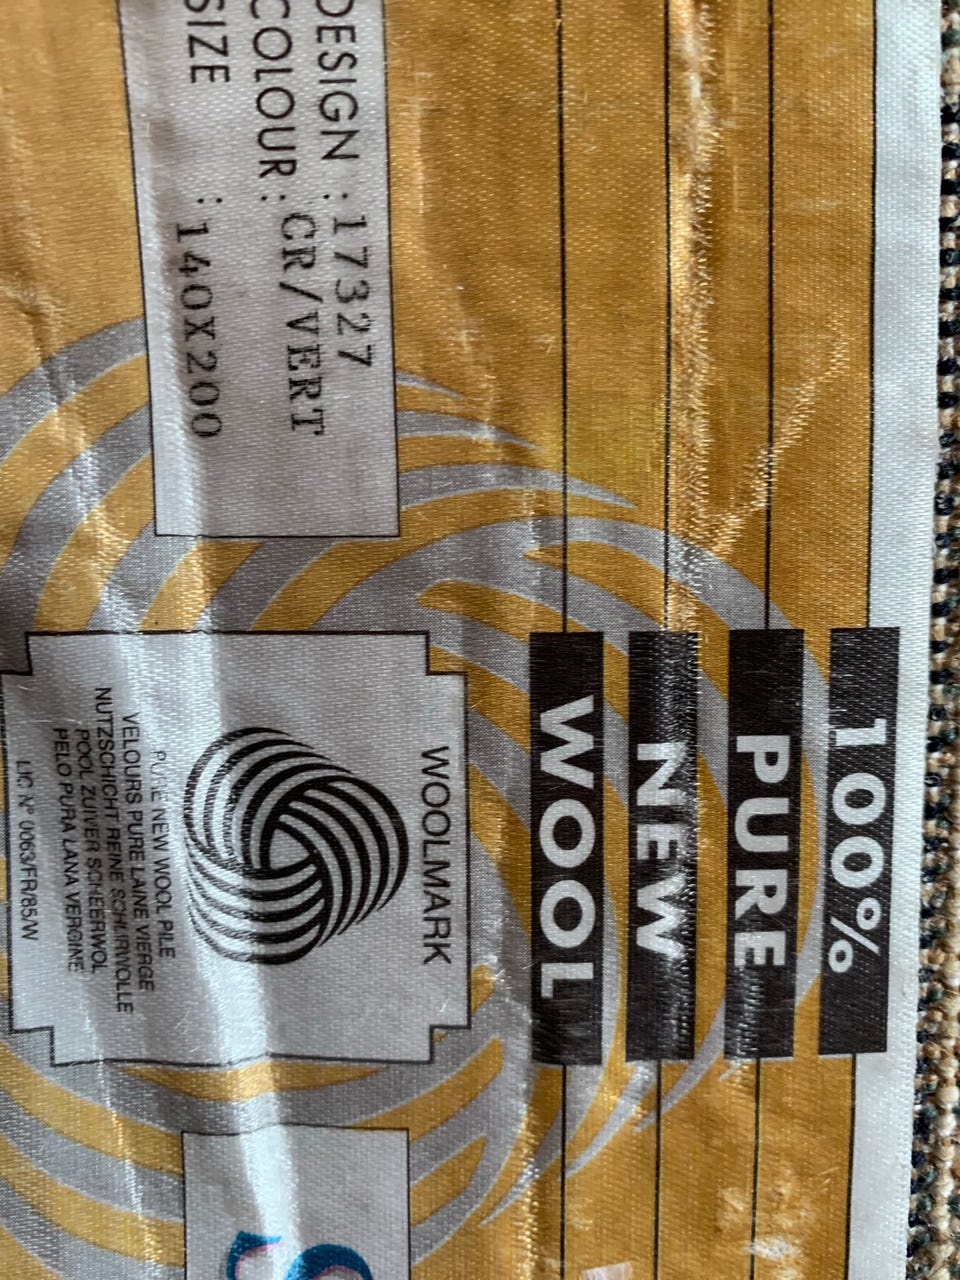 100%
PURE
NEW
WOOL
DESIGN : 17327
COLOUR : CR/VERT
SIZE : 140X200
WOOLMARK
PURE NEW WOOL PILE
VELOURS PURE LAINE VIERGE
NUTZSCHICHT REINE SCHURWOLLE
POOL ZUIVER SCHEERWOL
PELO PURA LANA VERGINE
LIC Nº 0063/FR/85/W